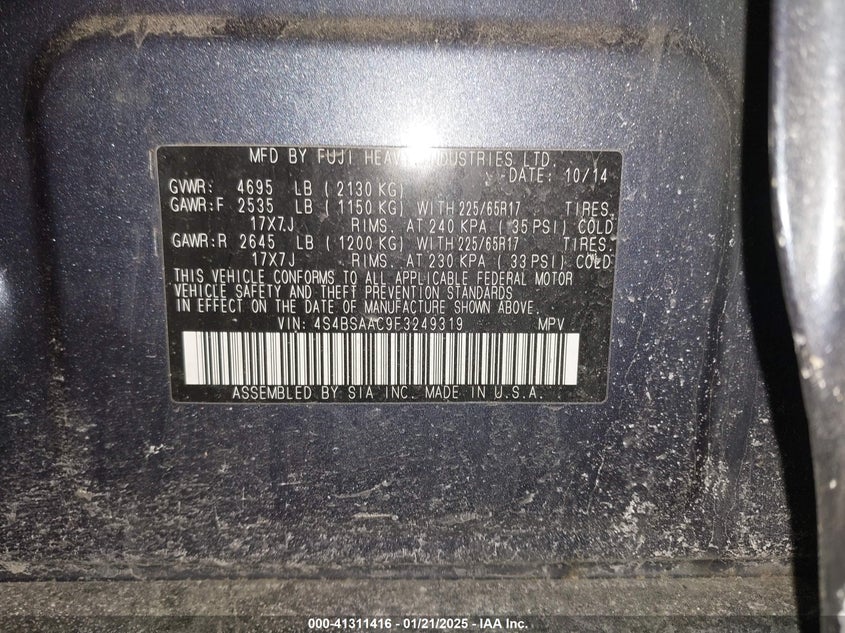 MFD BY FUJI HEAVY INDUSTRIES LTD.
DATE: 10/14
GVWR: 4695 LB (2130 KG)
GAWR:F 2535 LB (1150 KG) WITH 225/65R17 TIRES.
17X7J RIMS. AT 240 KPA (35 PSI) COLD
GAWR:R 2645 LB (1200 KG) WITH 225/65R17 TIRES.
17X7J RIMS. AT 230 KPA (33 PSI) COLD
THIS VEHICLE CONFORMS TO ALL APPLICABLE FEDERAL MOTOR
VEHICLE SAFETY AND THEFT PREVENTION STANDARDS
IN EFFECT ON THE DATE OF MANUFACTURE SHOWN ABOVE.
VIN: 4S4BSAAC9F3249319 MPV
ASSEMBLED BY SIA INC. MADE IN U.S.A.
000-41311416 — 01/21/2025 — IAA Inc.